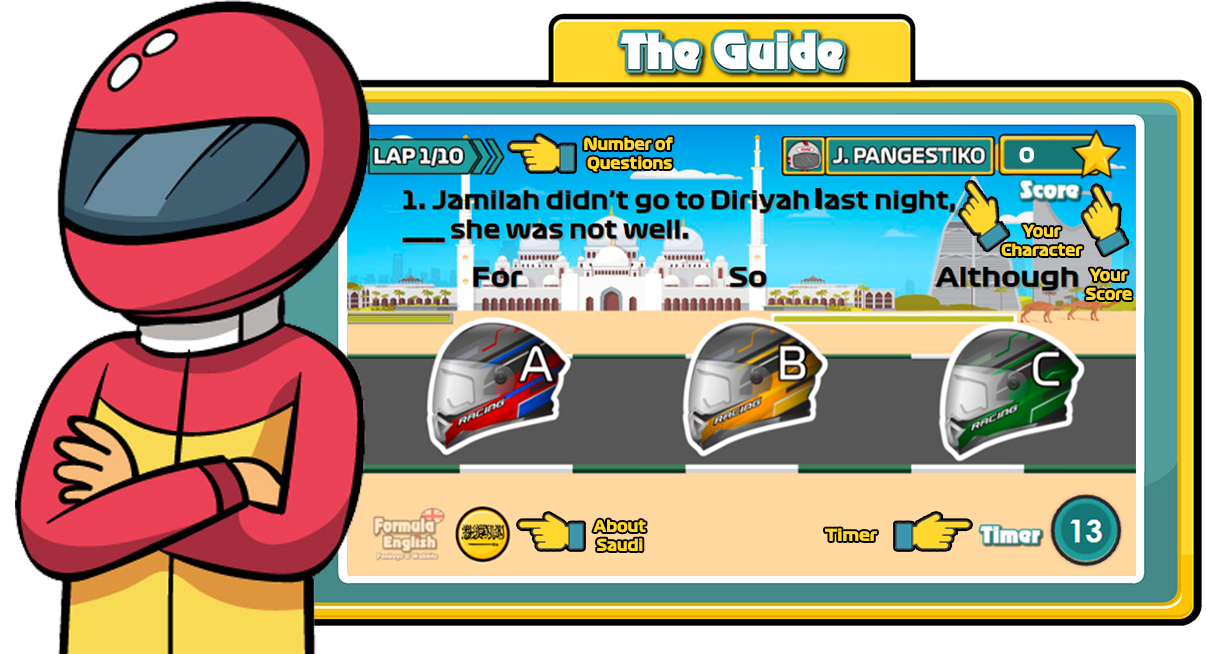 The Guide
LAP 1/10
Number of
Questions
J. PANGESTIKO
0
Score
1. Jamilah didn't go to Diriyah last night,
____ she was not well.
Your
Character
For
So
Although
Your
Score
A
B
C
RACING
RACING
RACING
Formula
English
About
Saudi
Timer
Timer
13